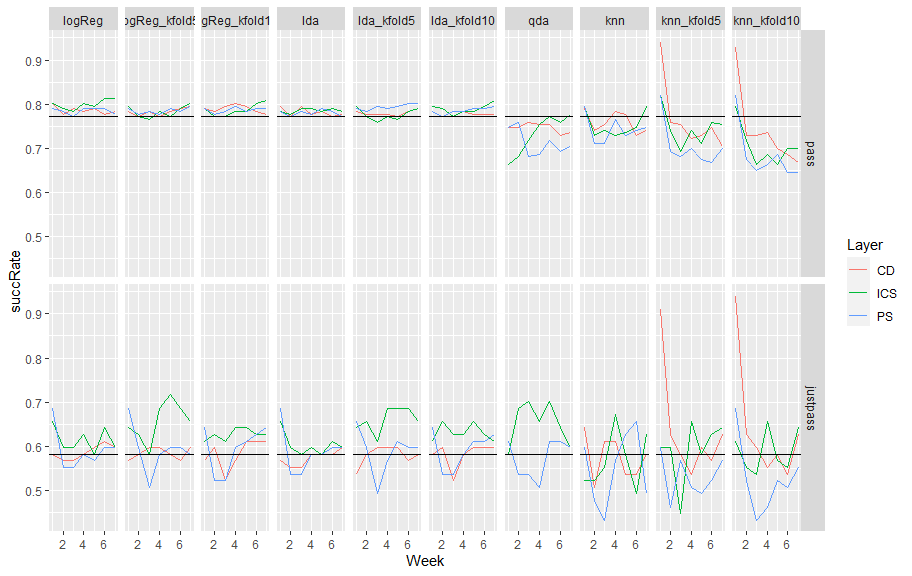 logReg
ogReg_kfold5
gReg_kfold1
lda
lda_kfold5
lda_kfold10
qda
knn
knn_kfold5
knn_kfold10
0.9
0.8
0.7
0.6
0.5
pass
0.9
0.8
0.7
0.6
0.5
justpass
succRate
2 4 6
2 4 6
2 4 6
2 4 6
2 4 6
2 4 6
2 4 6
2 4 6
2 4 6
2 4 6
Week
Layer
CD
ICS
PS